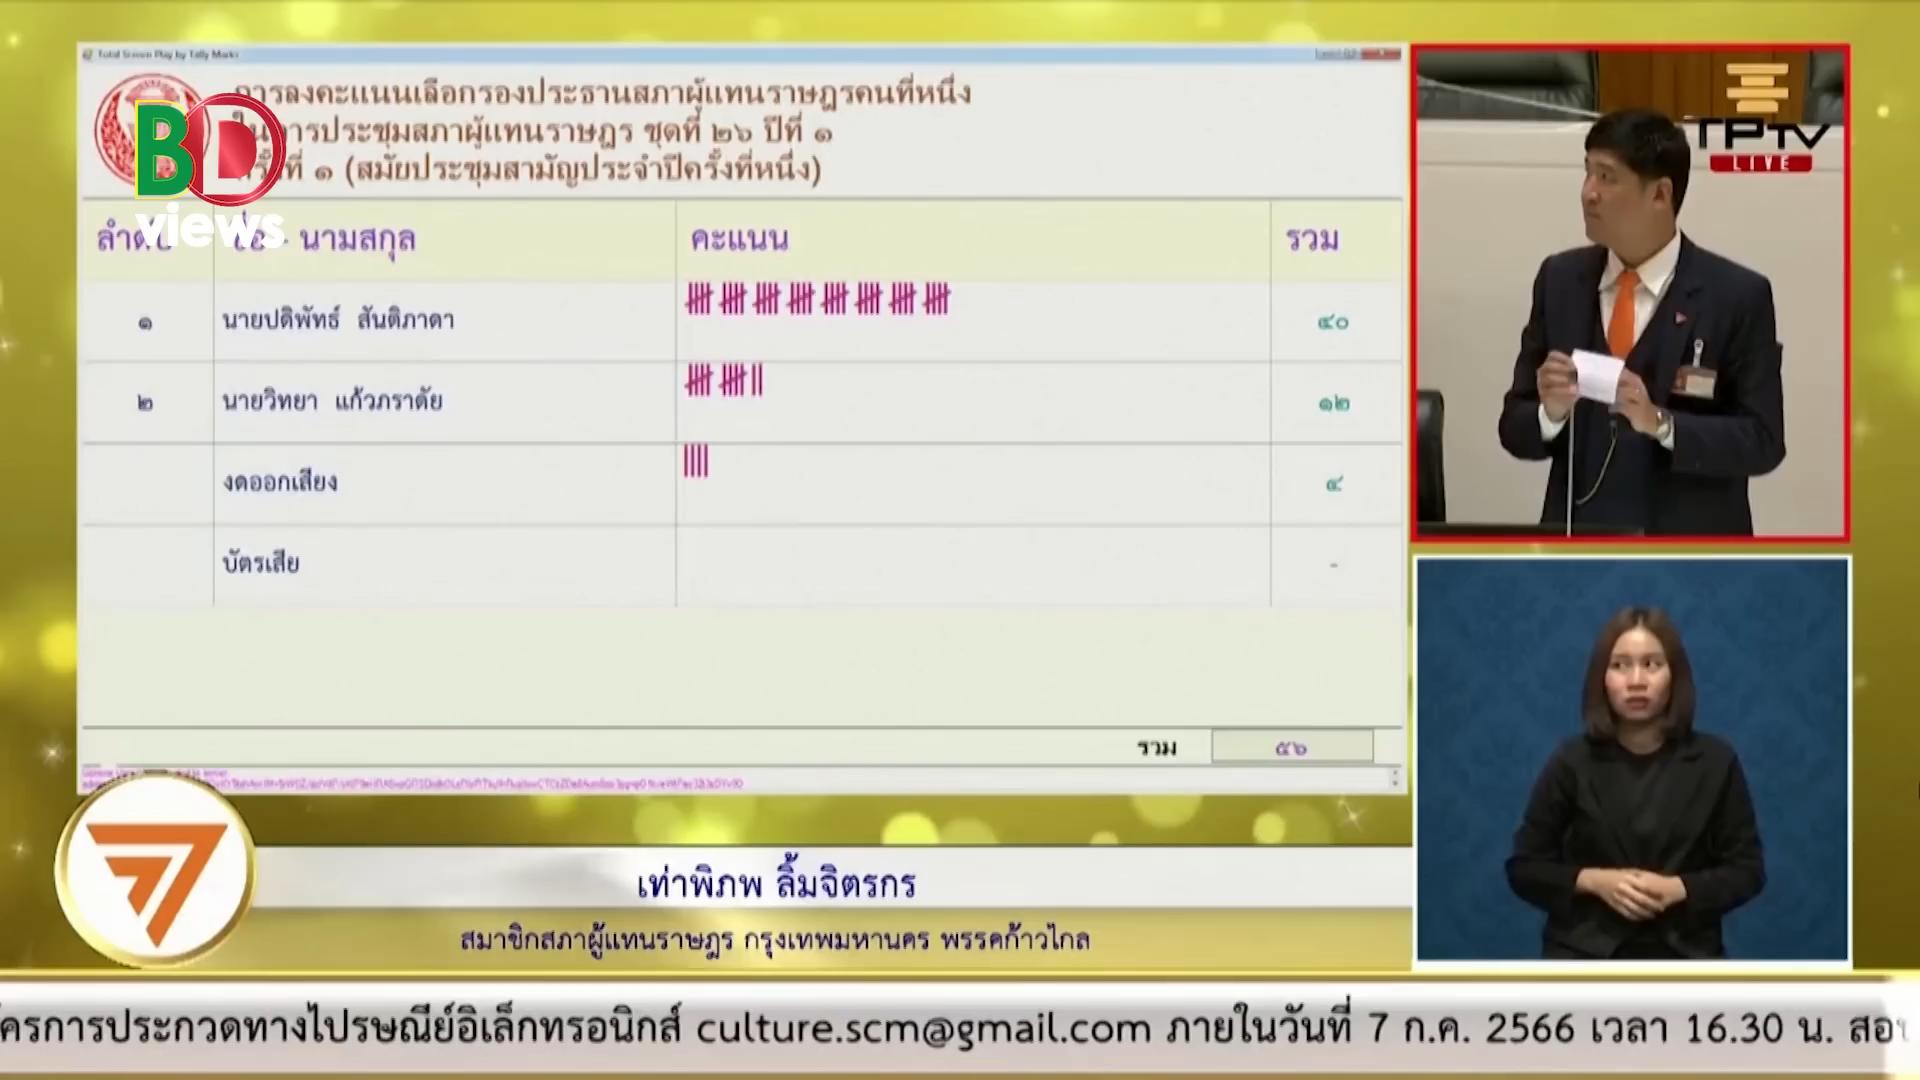 Total Screen Play by Tally Marks
BD
views
การลงคะแนนเลือกรองประธานสภาผู้แทนราษฎรคนที่หนึ่ง
ในการประชุมสภาผู้แทนราษฎร ชุดที่ ๒๖ ปีที่ ๑
ครั้งที่ ๑ (สมัยประชุมสามัญประจำปีครั้งที่หนึ่ง)
TPTV
LIVE
ลำดับ ชื่อ - นามสกุล คะแนน รวม
๑ นายปดิพัทธ์ สันติภาดา ๔๐
๒ นายวิทยา แก้วภราดัย ๑๒
งดออกเสียง ๔
บัตรเสีย -
รวม ๕๖
เท่าพิภพ ลิ้มจิตรกร
สมาชิกสภาผู้แทนราษฎร กรุงเทพมหานคร พรรคก้าวไกล
ครการประกวดทางไปรษณีย์อิเล็กทรอนิกส์ culture.scm@gmail.com ภายในวันที่ 7 ก.ค. 2566 เวลา 16.30 น.